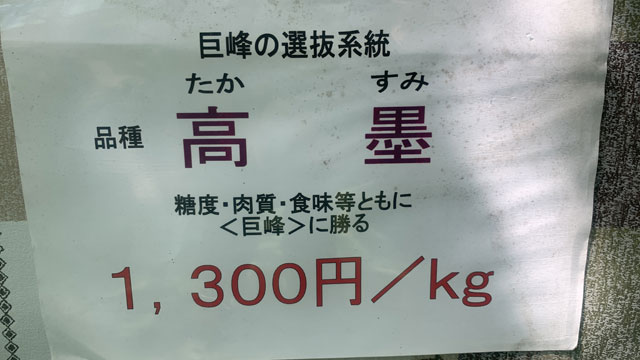 巨峰の選抜系統
たか すみ
品種 高 墨
糖度・肉質・食味等ともに
＜巨峰＞に勝る
1，300円／kg